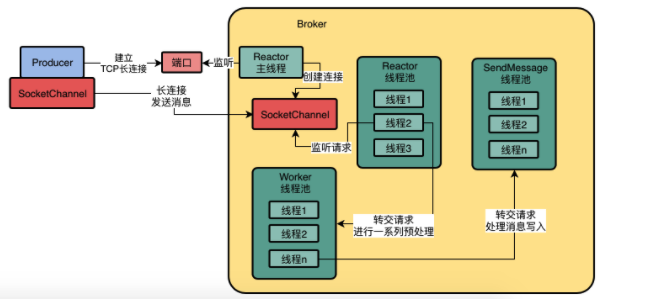 Broker
Producer
建立
TCP长连接
端口
监听
Reactor
主线程
创建连接
SocketChannel
长连接
发送消息
SocketChannel
监听请求
Reactor
线程池
线程1
线程2
线程3
SendMessage
线程池
线程1
线程2
线程n
Worker
线程池
线程1
线程2
线程n
转交请求
进行一系列预处理
转交请求
处理消息写入